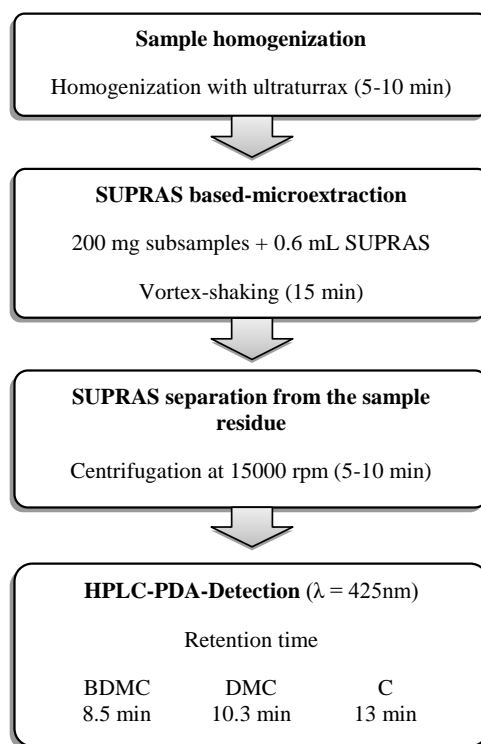 Sample homogenization
Homogenization with ultraturrax (5-10 min)
SUPRAS based-microextraction
200 mg subsamples + 0.6 mL SUPRAS
Vortex-shaking (15 min)
SUPRAS separation from the sample
residue
Centrifugation at 15000 rpm (5-10 min)
HPLC-PDA-Detection (λ = 425nm)
Retention time
BDMC DMC C
8.5 min 10.3 min 13 min